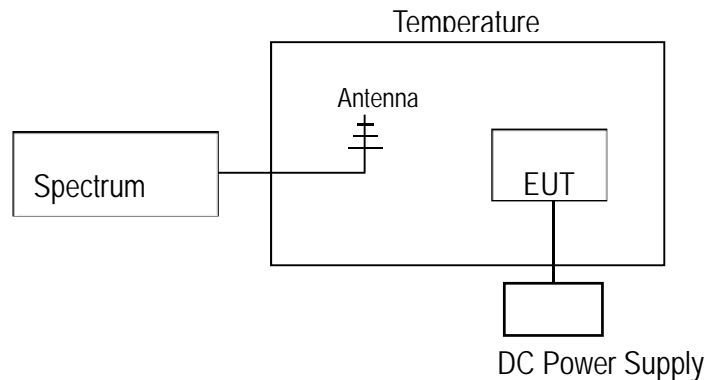 Temperature
Antenna
Spectrum
EUT
DC Power Supply